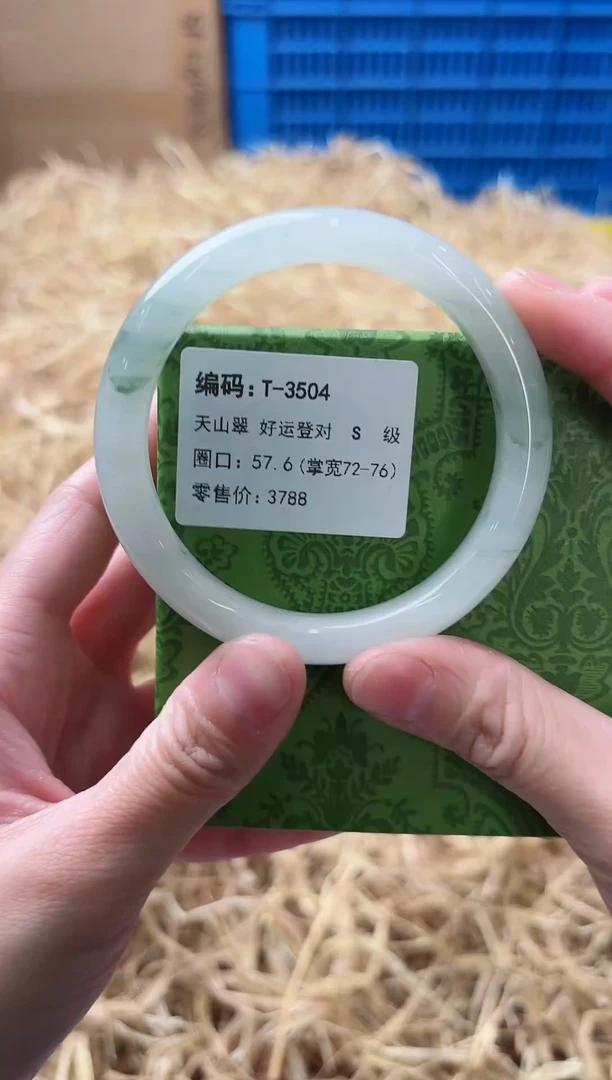 编码:T-3504
天山翠 好运登对 S 级
圈口: 57.6(掌宽72-76)
零售价: 3788